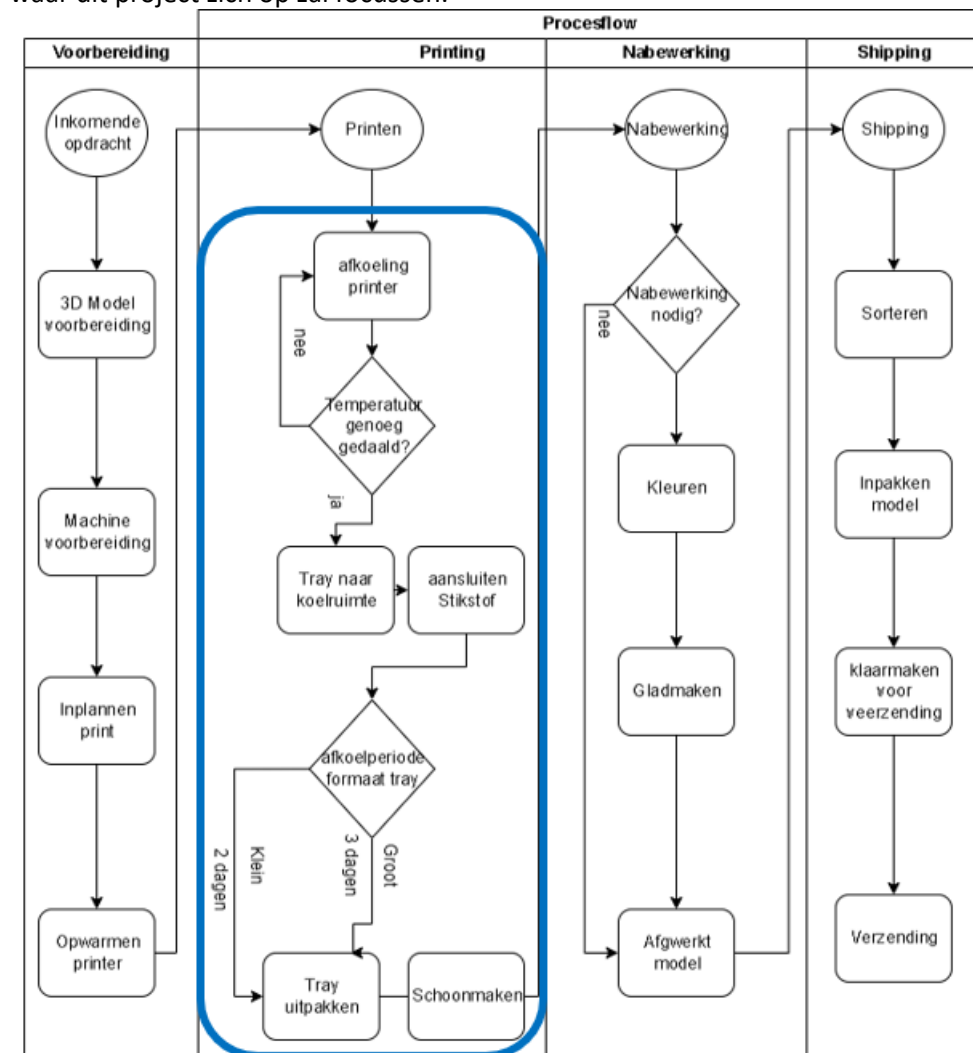 waar dit project zich op zal focussen.
Procesflow
Voorbereiding
Printing
Nabewerking
Shipping
Inkomende
opdracht
3D Model
voorbereiding
Machine
voorbereiding
Inplannen
print
Opwarmen
printer
Printen
afkoeling
printer
nee
Temperatuur
genoeg
gedaald?
ja
Tray naar
koelruimte
aansluiten
Stikstof
afkoelperiode
formaat tray
Klein
2 dagen
Groot
3 dagen
Tray
uitpakken
Schoonmaken
Nabewerking
Nabewerking
nodig?
nee
Kleuren
Gladmaken
Afgwerkt
model
Shipping
Sorteren
Inpakken
model
klaarmaken
voor
veerzending
Verzending